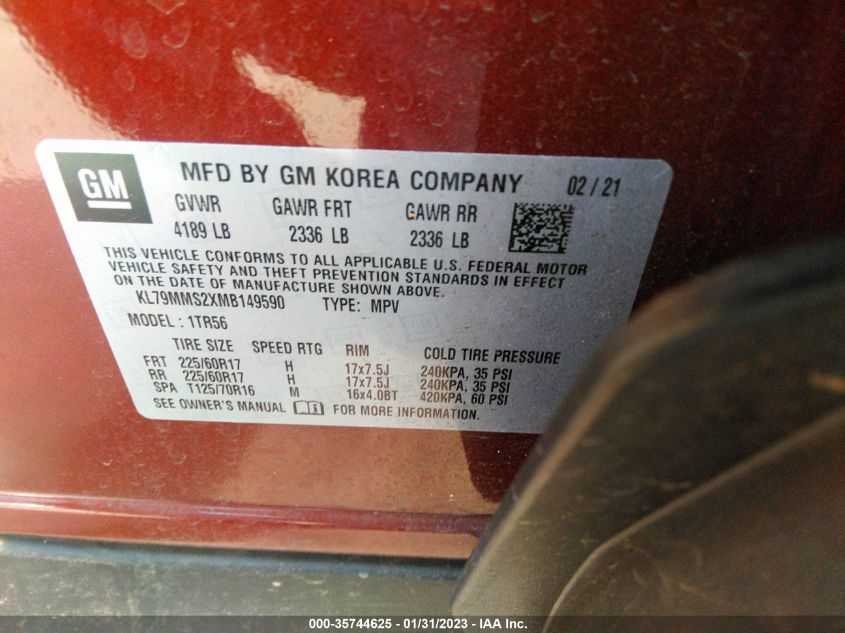 GM
MFD BY GM KOREA COMPANY 02 / 21
GVWR GAWR FRT GAWR RR
4189 LB 2336 LB 2336 LB
THIS VEHICLE CONFORMS TO ALL APPLICABLE U.S. FEDERAL MOTOR
VEHICLE SAFETY AND THEFT PREVENTION STANDARDS IN EFFECT
ON THE DATE OF MANUFACTURE SHOWN ABOVE.
KL79MMS2XMB149590 TYPE: MPV
MODEL : 1TR56
TIRE SIZE SPEED RTG RIM COLD TIRE PRESSURE
FRT 225/60R17 H 17x7.5J 240KPA, 35 PSI
RR 225/60R17 H 17x7.5J 240KPA, 35 PSI
SPA T125/70R16 M 16x4.0BT 420KPA, 60 PSI
SEE OWNER'S MANUAL FOR MORE INFORMATION.
000-35744625 - 01/31/2023 - IAA Inc.